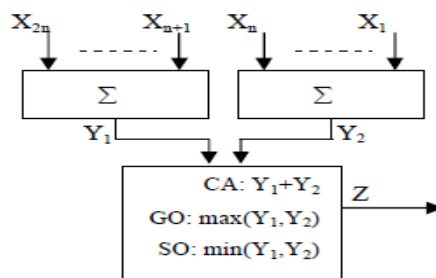 X2n Xn+1 Xn X1
Σ Σ
Y1 Y2
CA: Y1+Y2
Z
GO: max(Y1,Y2)
SO: min(Y1,Y2)